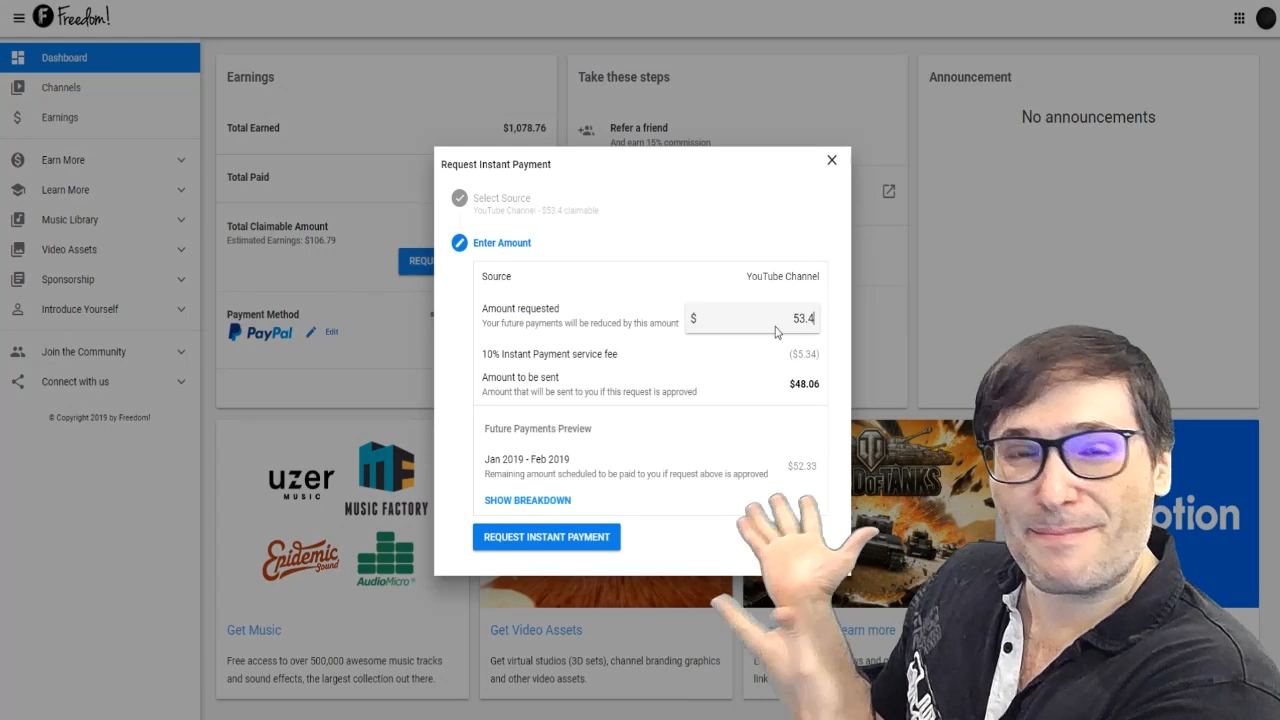 Freedom!
Dashboard
Channels
Earnings
Earn More
Learn More
Music Library
Video Assets
Sponsorship
Introduce Yourself
Join the Community
Connect with us
© Copyright 2019 by Freedom!
Earnings
Total Earned $1,078.76
Total Paid
Total Claimable Amount
Estimated Earnings: $106.79
REQU
Payment Method
PayPal Edit
Take these steps
Refer a friend
And earn 15% commission
Announcement
No announcements
Request Instant Payment
Select Source
YouTube Channel - $53.4 claimable
Enter Amount
Source YouTube Channel
Amount requested
Your future payments will be reduced by this amount
$ 53.4
10% Instant Payment service fee ($5.34)
Amount to be sent
Amount that will be sent to you if this request is approved
$48.06
Future Payments Preview
Jan 2019 - Feb 2019
Remaining amount scheduled to be paid to you if request above is approved
$52.33
SHOW BREAKDOWN
REQUEST INSTANT PAYMENT
uzer
MUSIC
MUSIC FACTORY
Epidemic
Sound
AudioMicro
Get Music
Free access to over 500,000 awesome music tracks
and sound effects, the largest collection out there.
Get Video Assets
Get virtual studios (3D sets), channel branding graphics
and other video assets.
WORLD
OF TANKS
earn more
link
otion